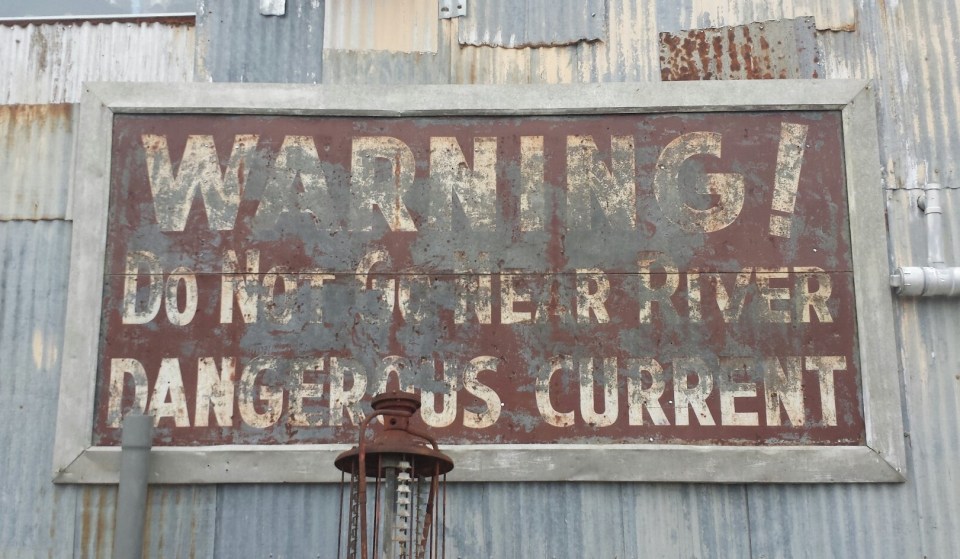 WARNING!
DO NOT GO NEAR RIVER
DANGEROUS CURRENT